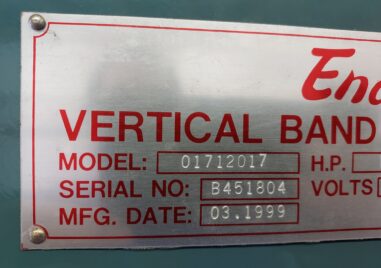 En
VERTICAL BAND
MODEL: 01712017 H.P.
SERIAL NO: B451804 VOLTS
MFG. DATE: 03.1999